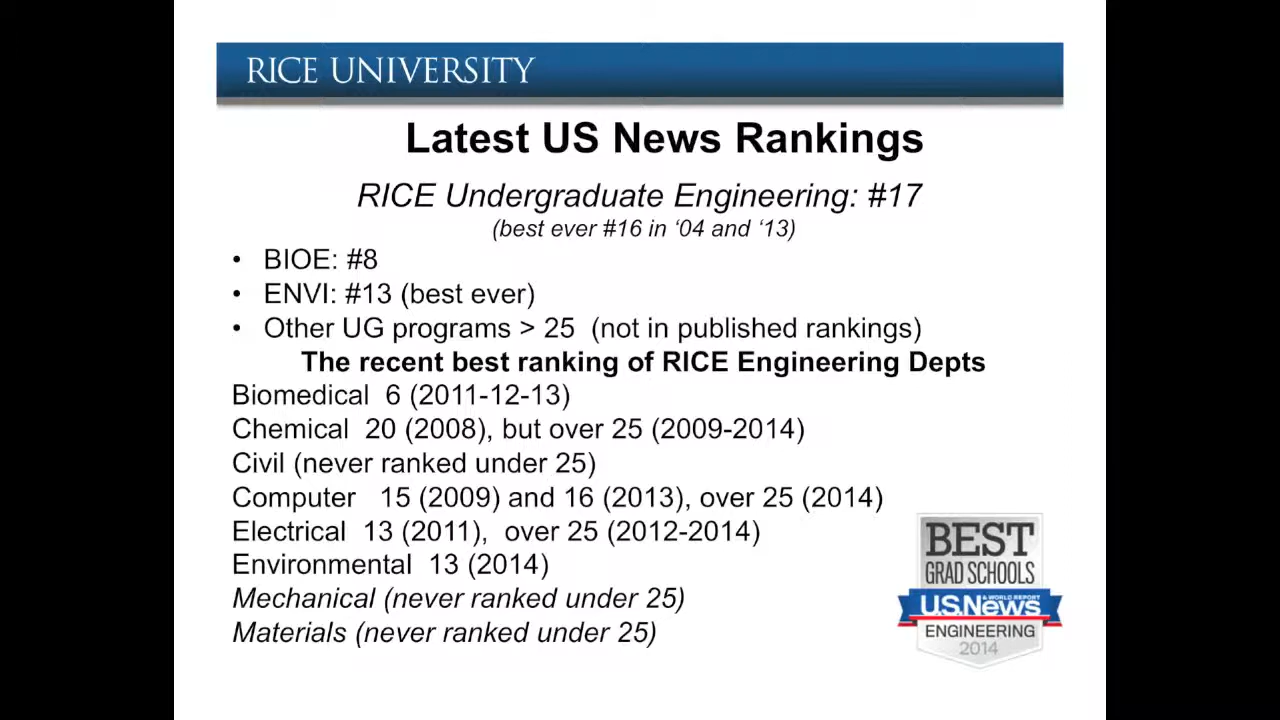 RICE UNIVERSITY
Latest US News Rankings
RICE Undergraduate Engineering: #17
(best ever #16 in ‘04 and ‘13)
• BIOE: #8
• ENVI: #13 (best ever)
• Other UG programs > 25 (not in published rankings)
The recent best ranking of RICE Engineering Depts
Biomedical 6 (2011-12-13)
Chemical 20 (2008), but over 25 (2009-2014)
Civil (never ranked under 25)
Computer 15 (2009) and 16 (2013), over 25 (2014)
Electrical 13 (2011), over 25 (2012-2014)
Environmental 13 (2014)
Mechanical (never ranked under 25)
Materials (never ranked under 25)
BEST
GRAD SCHOOLS
U.S.News & WORLD REPORT
ENGINEERING
2014